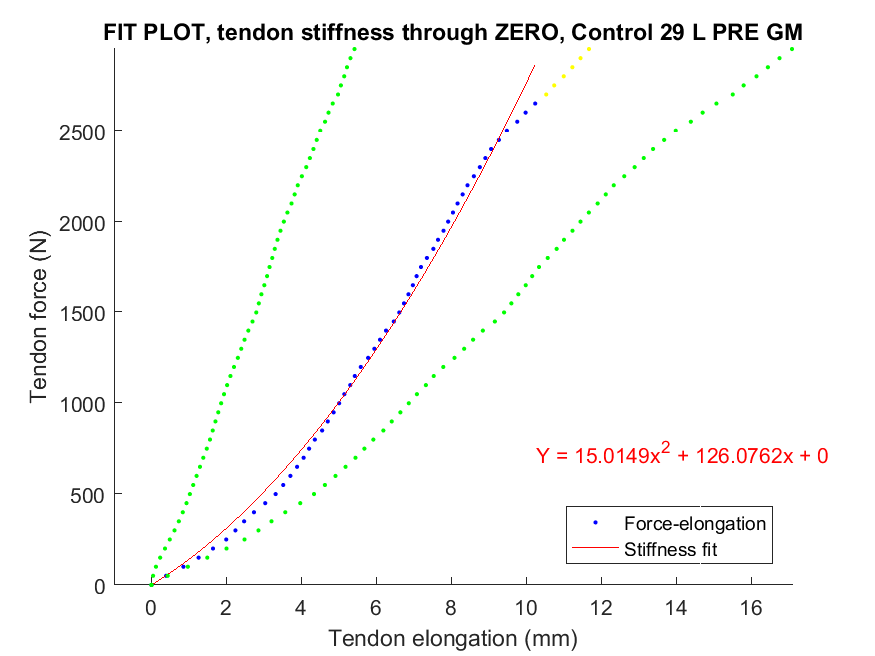 FIT PLOT, tendon stiffness through ZERO, Control 29 L PRE GM
Tendon force (N)
2500
2000
1500
1000
500
0
Y = 15.0149x² + 126.0762x + 0
Force-elongation
Stiffness fit
0 2 4 6 8 10 12 14 16
Tendon elongation (mm)